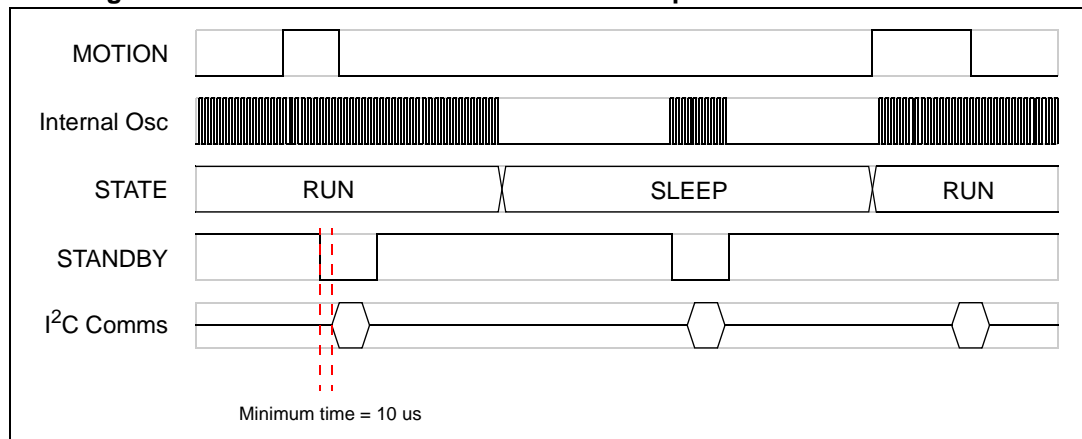 MOTION
Internal Osc
STATE RUN SLEEP RUN
STANDBY
I2C Comms
Minimum time = 10 us